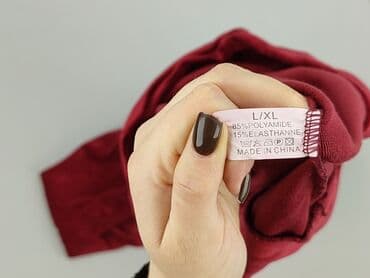 L/XL
85%POLYAMIDE
15%ELASTHANNE
MADE IN CHINA